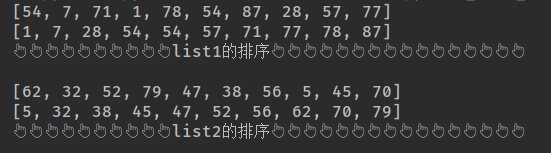 [54, 7, 71, 1, 78, 54, 87, 28, 57, 77]
[1, 7, 28, 54, 54, 57, 71, 77, 78, 87]
👆👆👆👆👆👆👆👆👆👆list1的排序👆👆👆👆👆👆👆👆👆👆👆👆👆👆👆👆
[62, 32, 52, 79, 47, 38, 56, 5, 45, 70]
[5, 32, 38, 45, 47, 52, 56, 62, 70, 79]
👆👆👆👆👆👆👆👆👆👆list2的排序👆👆👆👆👆👆👆👆👆👆👆👆👆👆👆👆